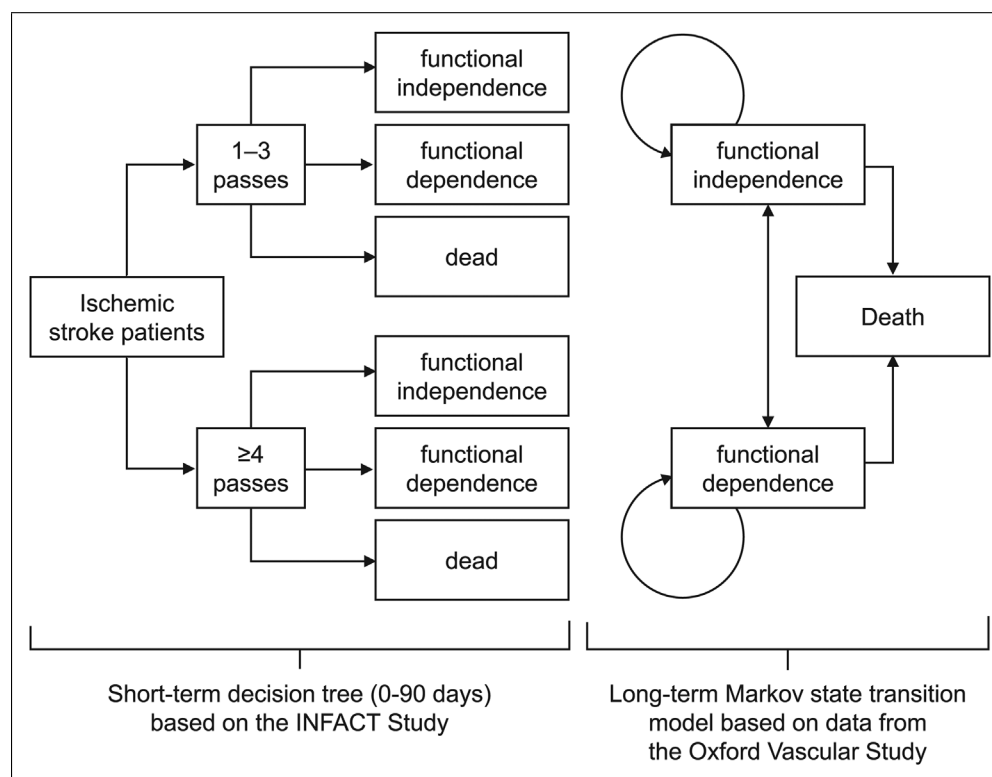 functional
independence
1–3
passes
functional
dependence
dead
Ischemic
stroke patients
functional
independence
≥4
passes
functional
dependence
dead
functional
independence
Death
functional
dependence
Short-term decision tree (0-90 days)
based on the INFACT Study
Long-term Markov state transition
model based on data from
the Oxford Vascular Study